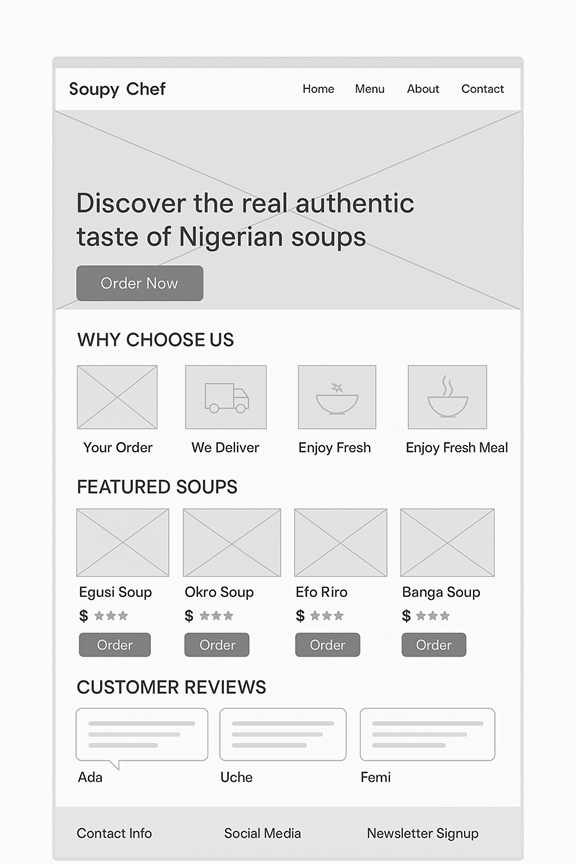 Soupy Chef
Home Menu About Contact
Discover the real authentic
taste of Nigerian soups
Order Now
WHY CHOOSE US
Your Order We Deliver Enjoy Fresh Enjoy Fresh Meal
FEATURED SOUPS
Egusi Soup Okro Soup Efo Riro Banga Soup
$ $ $ $
Order Order Order Order
CUSTOMER REVIEWS
Ada Uche Femi
Contact Info Social Media Newsletter Signup